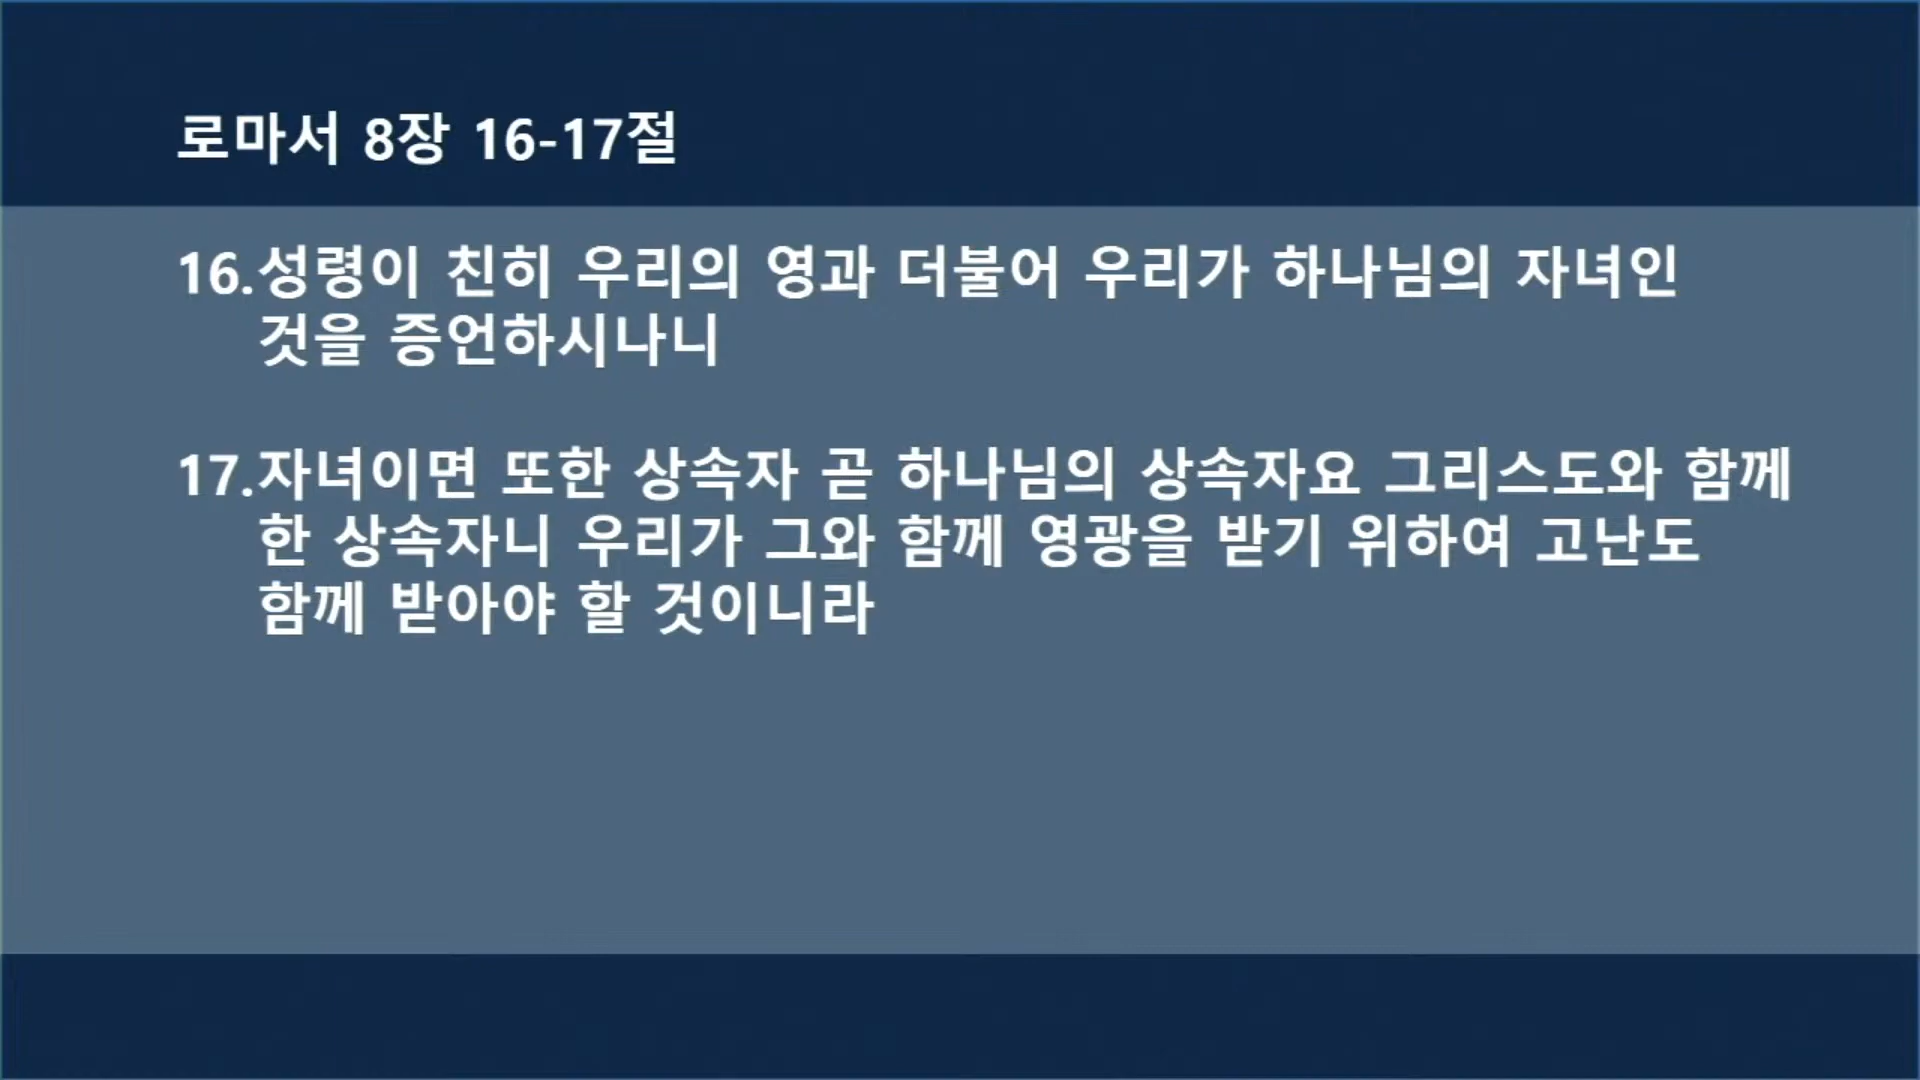 로마서 8장 16-17절
16.성령이 친히 우리의 영과 더불어 우리가 하나님의 자녀인
것을 증언하시나니
17.자녀이면 또한 상속자 곧 하나님의 상속자요 그리스도와 함께
한 상속자니 우리가 그와 함께 영광을 받기 위하여 고난도
함께 받아야 할 것이니라